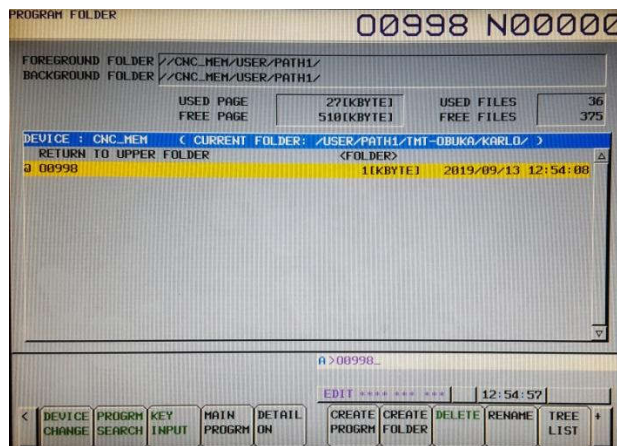 PROGRAM FOLDER
O0998 N00000
FOREGROUND FOLDER //CNC_MEM/USER/PATH1/
BACKGROUND FOLDER //CNC_MEM/USER/PATH1/
USED PAGE 27[KBYTE] USED FILES 36
FREE PAGE 510[KBYTE] FREE FILES 375
DEVICE : CNC_MEM ( CURRENT FOLDER: /USER/PATH1/TMT-OBUKA/KARLO/ )
RETURN TO UPPER FOLDER <FOLDER>
@ O0998 1[KBYTE] 2019/09/13 12:54:08
A >O0998_
EDIT **** *** *** 12:54:57
< DEVICE CHANGE PROGRM SEARCH KEY INPUT MAIN PROGRM DETAIL ON CREATE PROGRM CREATE FOLDER DELETE RENAME TREE LIST +